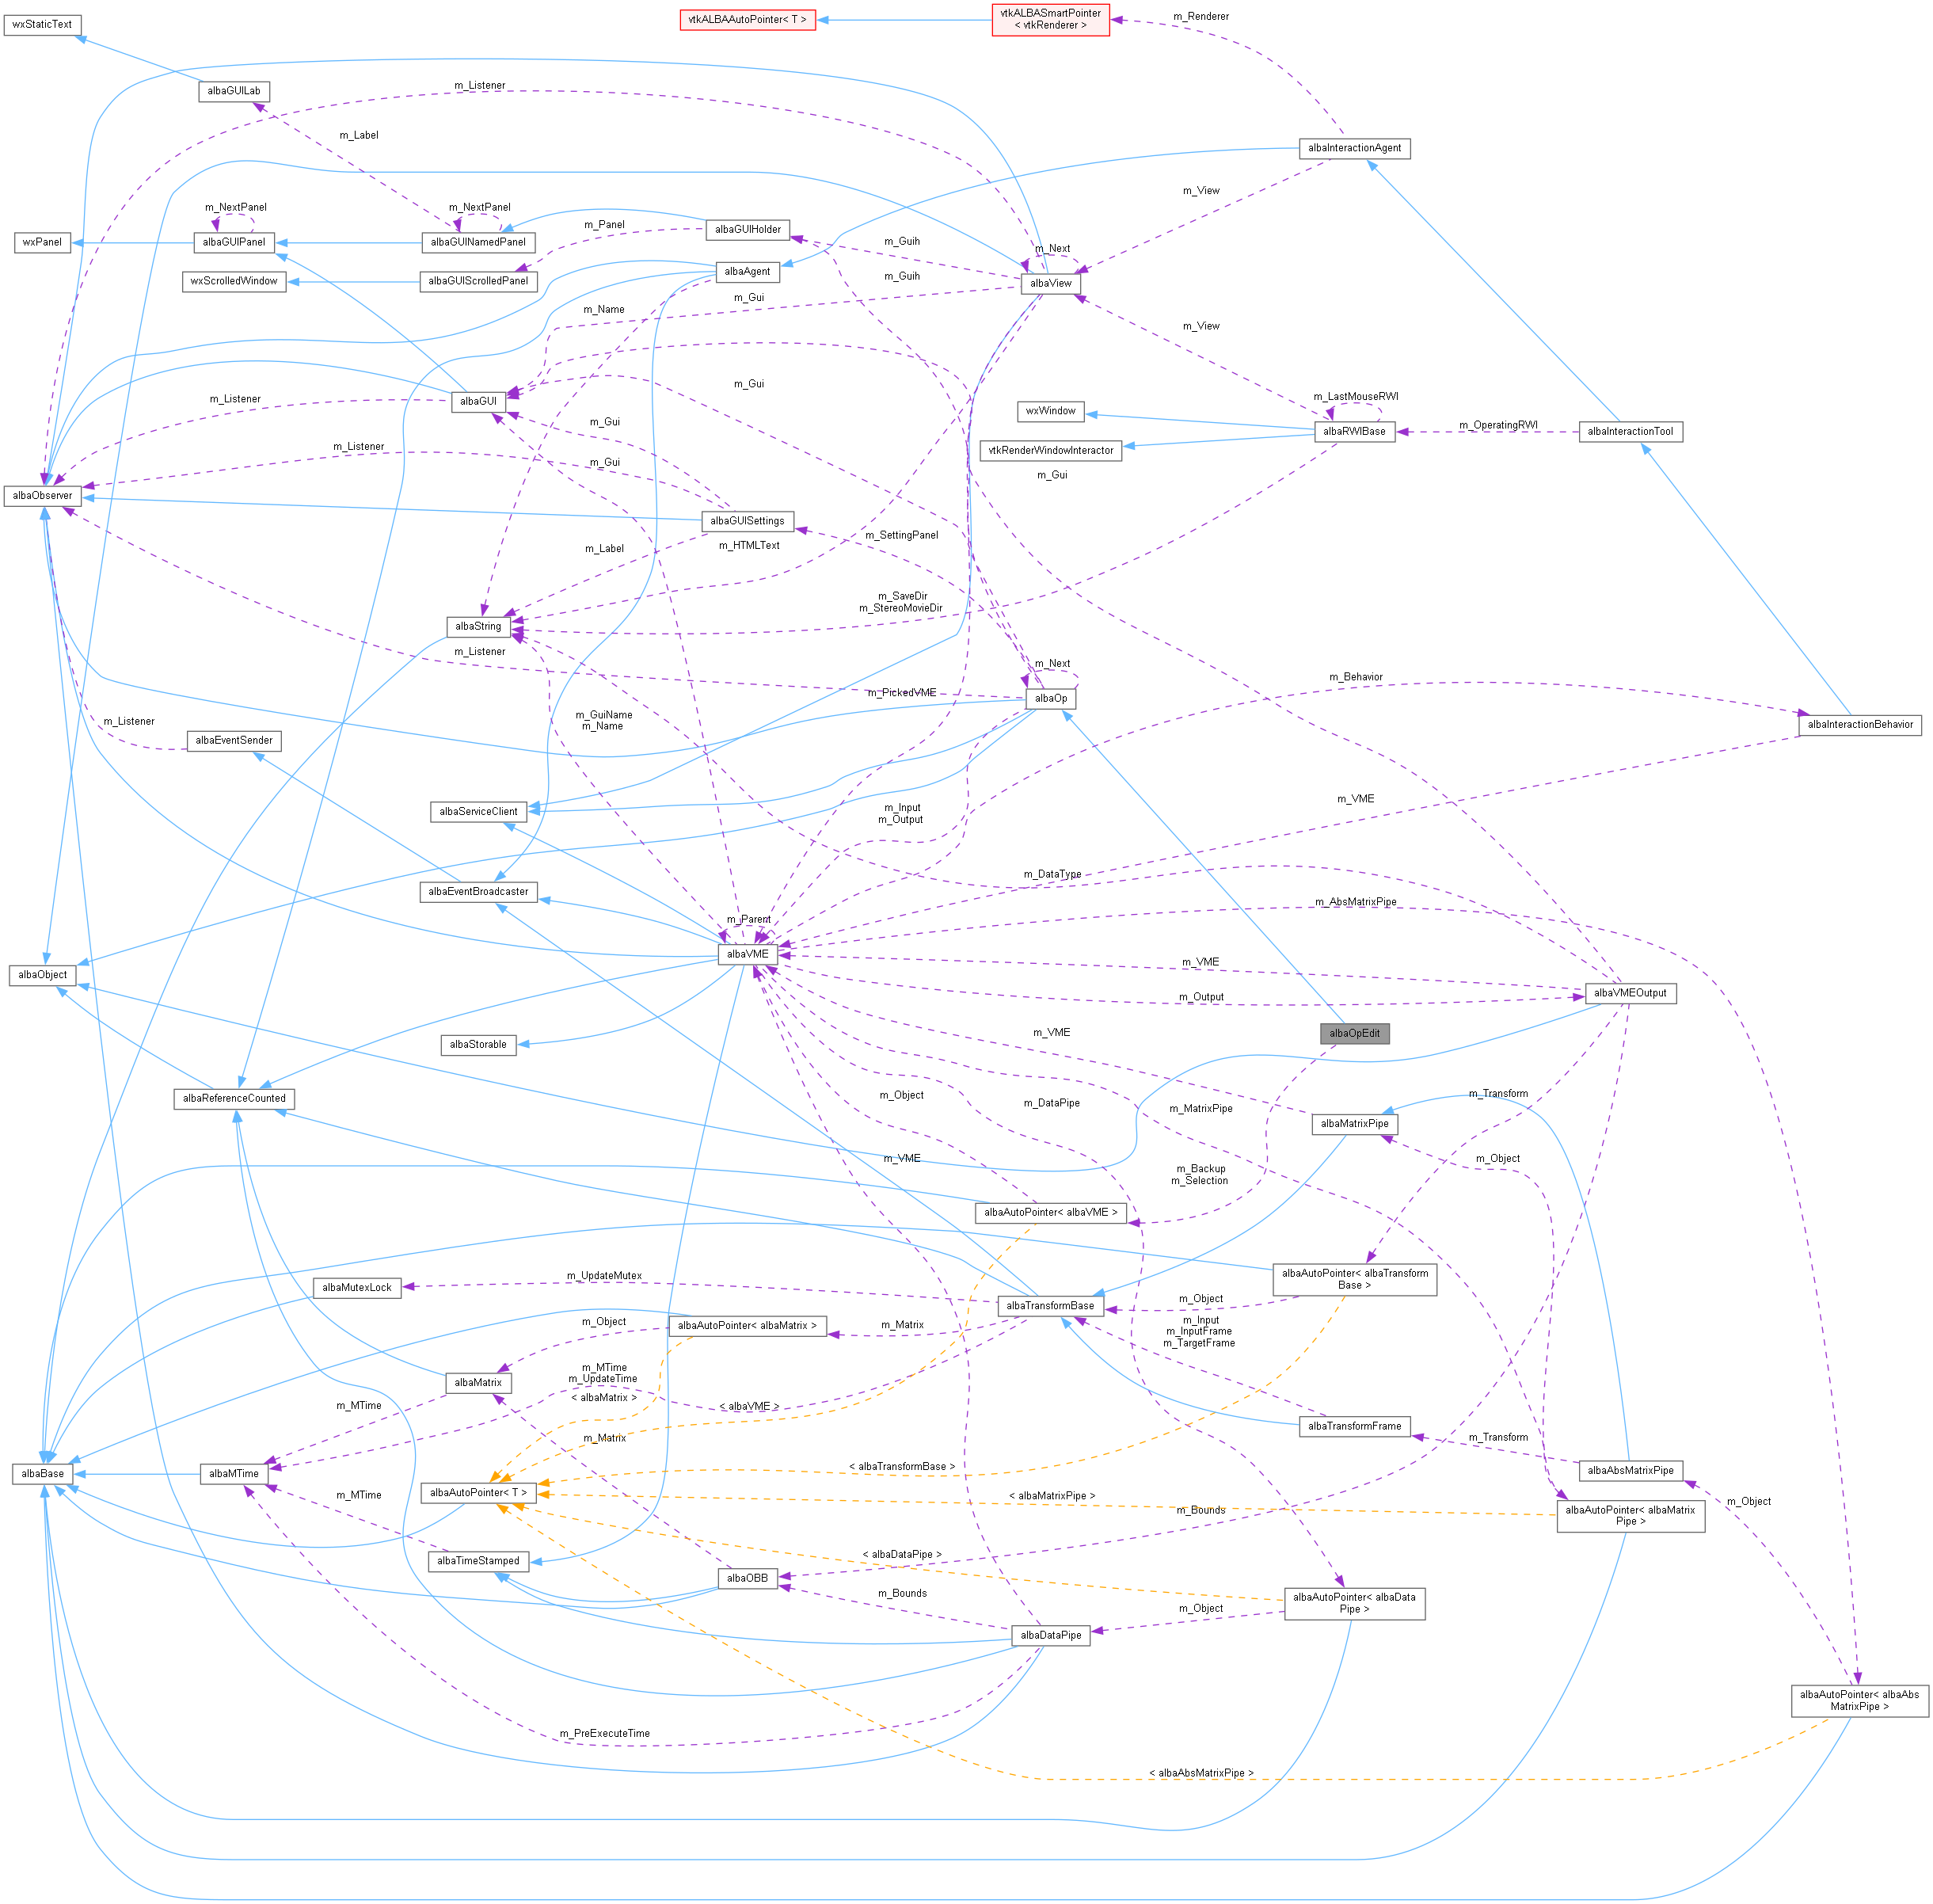 wxStaticText
vtkALBAAutoPointer< T >
vtkALBASmartPointer
< vtkRenderer >
m_Renderer
albaGUILab
m_Listener
m_Label
albaInteractionAgent
m_NextPanel
m_NextPanel
m_View
wxPanel
albaGUIPanel
albaGUINamedPanel
m_Panel
albaGUIHolder
m_Guih
m_Next
wxScrolledWindow
albaGUIScrolledPanel
albaAgent
m_Guih
albaView
m_Name
m_Gui
m_View
m_Gui
m_Listener
albaGUI
m_LastMouseRWI
wxWindow
albaRWIBase
m_OperatingRWI
albaInteractionTool
m_Gui
m_Listener
vtkRenderWindowInteractor
m_Gui
m_Gui
albaObserver
albaGUISettings
m_SettingPanel
m_Label
m_HTMLText
m_SaveDir
m_StereoMovieDir
albaString
m_Listener
m_Next
m_Behavior
m_PickedVME
albaOp
m_GuiName
m_Name
m_Listener
albaInteractionBehavior
albaEventSender
m_VME
albaServiceClient
m_Input
m_Output
m_DataType
albaEventBroadcaster
m_AbsMatrixPipe
m_Parent
albaVME
m_VME
albaObject
m_Output
albaVMEOutput
albaStorable
m_VME
albaOpEdit
albaReferenceCounted
m_Object
m_DataPipe
m_MatrixPipe
albaMatrixPipe
m_Transform
m_VME
m_Backup
m_Selection
m_Object
albaAutoPointer< albaVME >
albaMutexLock
m_UpdateMutex
albaAutoPointer< albaTransform
Base >
albaTransformBase
m_Object
m_Object
albaAutoPointer< albaMatrix >
m_Matrix
m_Input
m_InputFrame
m_TargetFrame
albaMatrix
m_MTime
m_UpdateTime
< albaMatrix >
m_MTime
< albaVME >
albaTransformFrame
m_Matrix
m_Transform
albaBase
albaMTime
< albaTransformBase >
albaAbsMatrixPipe
albaAutoPointer< T >
m_MTime
< albaMatrixPipe >
m_Bounds
albaAutoPointer< albaMatrix
Pipe >
m_Object
albaTimeStamped
< albaDataPipe >
albaOBB
m_Bounds
albaAutoPointer< albaData
Pipe >
m_Object
albaDataPipe
albaAutoPointer< albaAbs
MatrixPipe >
m_PreExecuteTime
< albaAbsMatrixPipe >